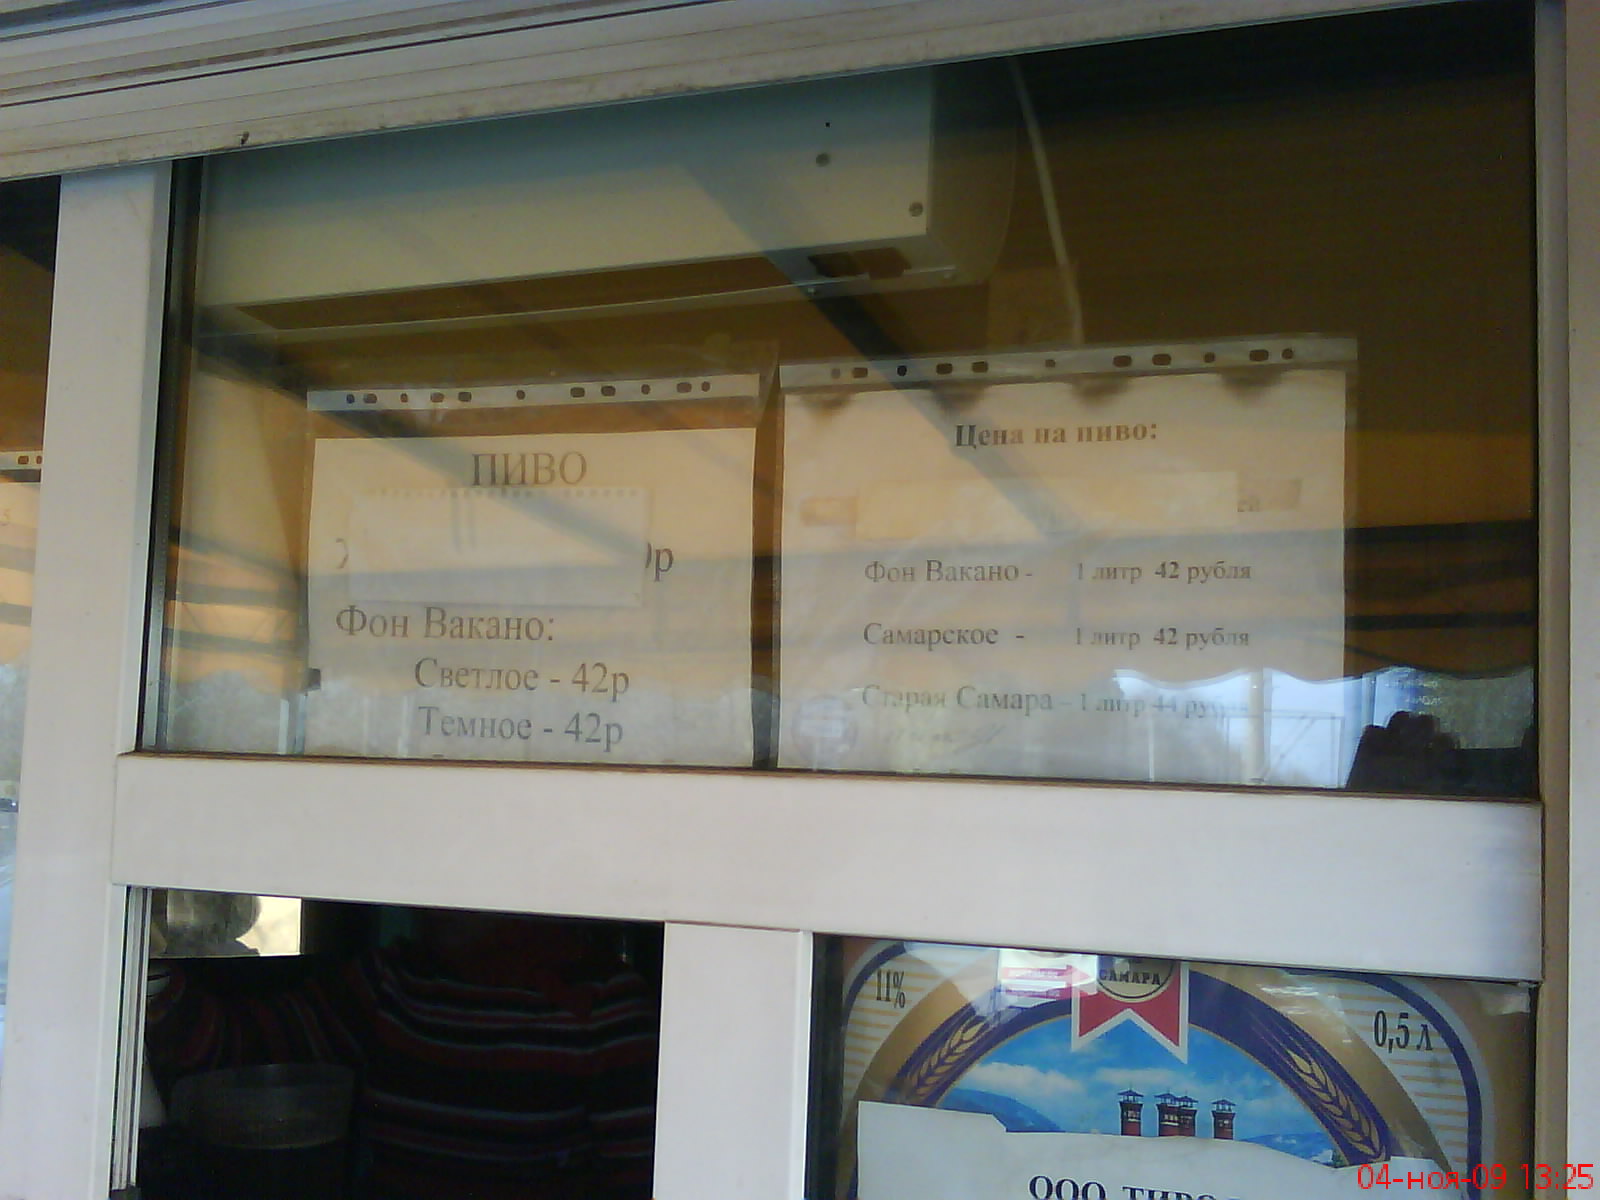 ПИВО
Фон Вакано:
Светлое - 42р
Темное - 42р
Цена на пиво:
Фон Вакано - 1 литр 42 рубля
Самарское - 1 литр 42 рубля
Старая Самара - 1 литр 44 рубля
11%
САМАРА
0,5 л
ООО
04-ноя-09 13:25